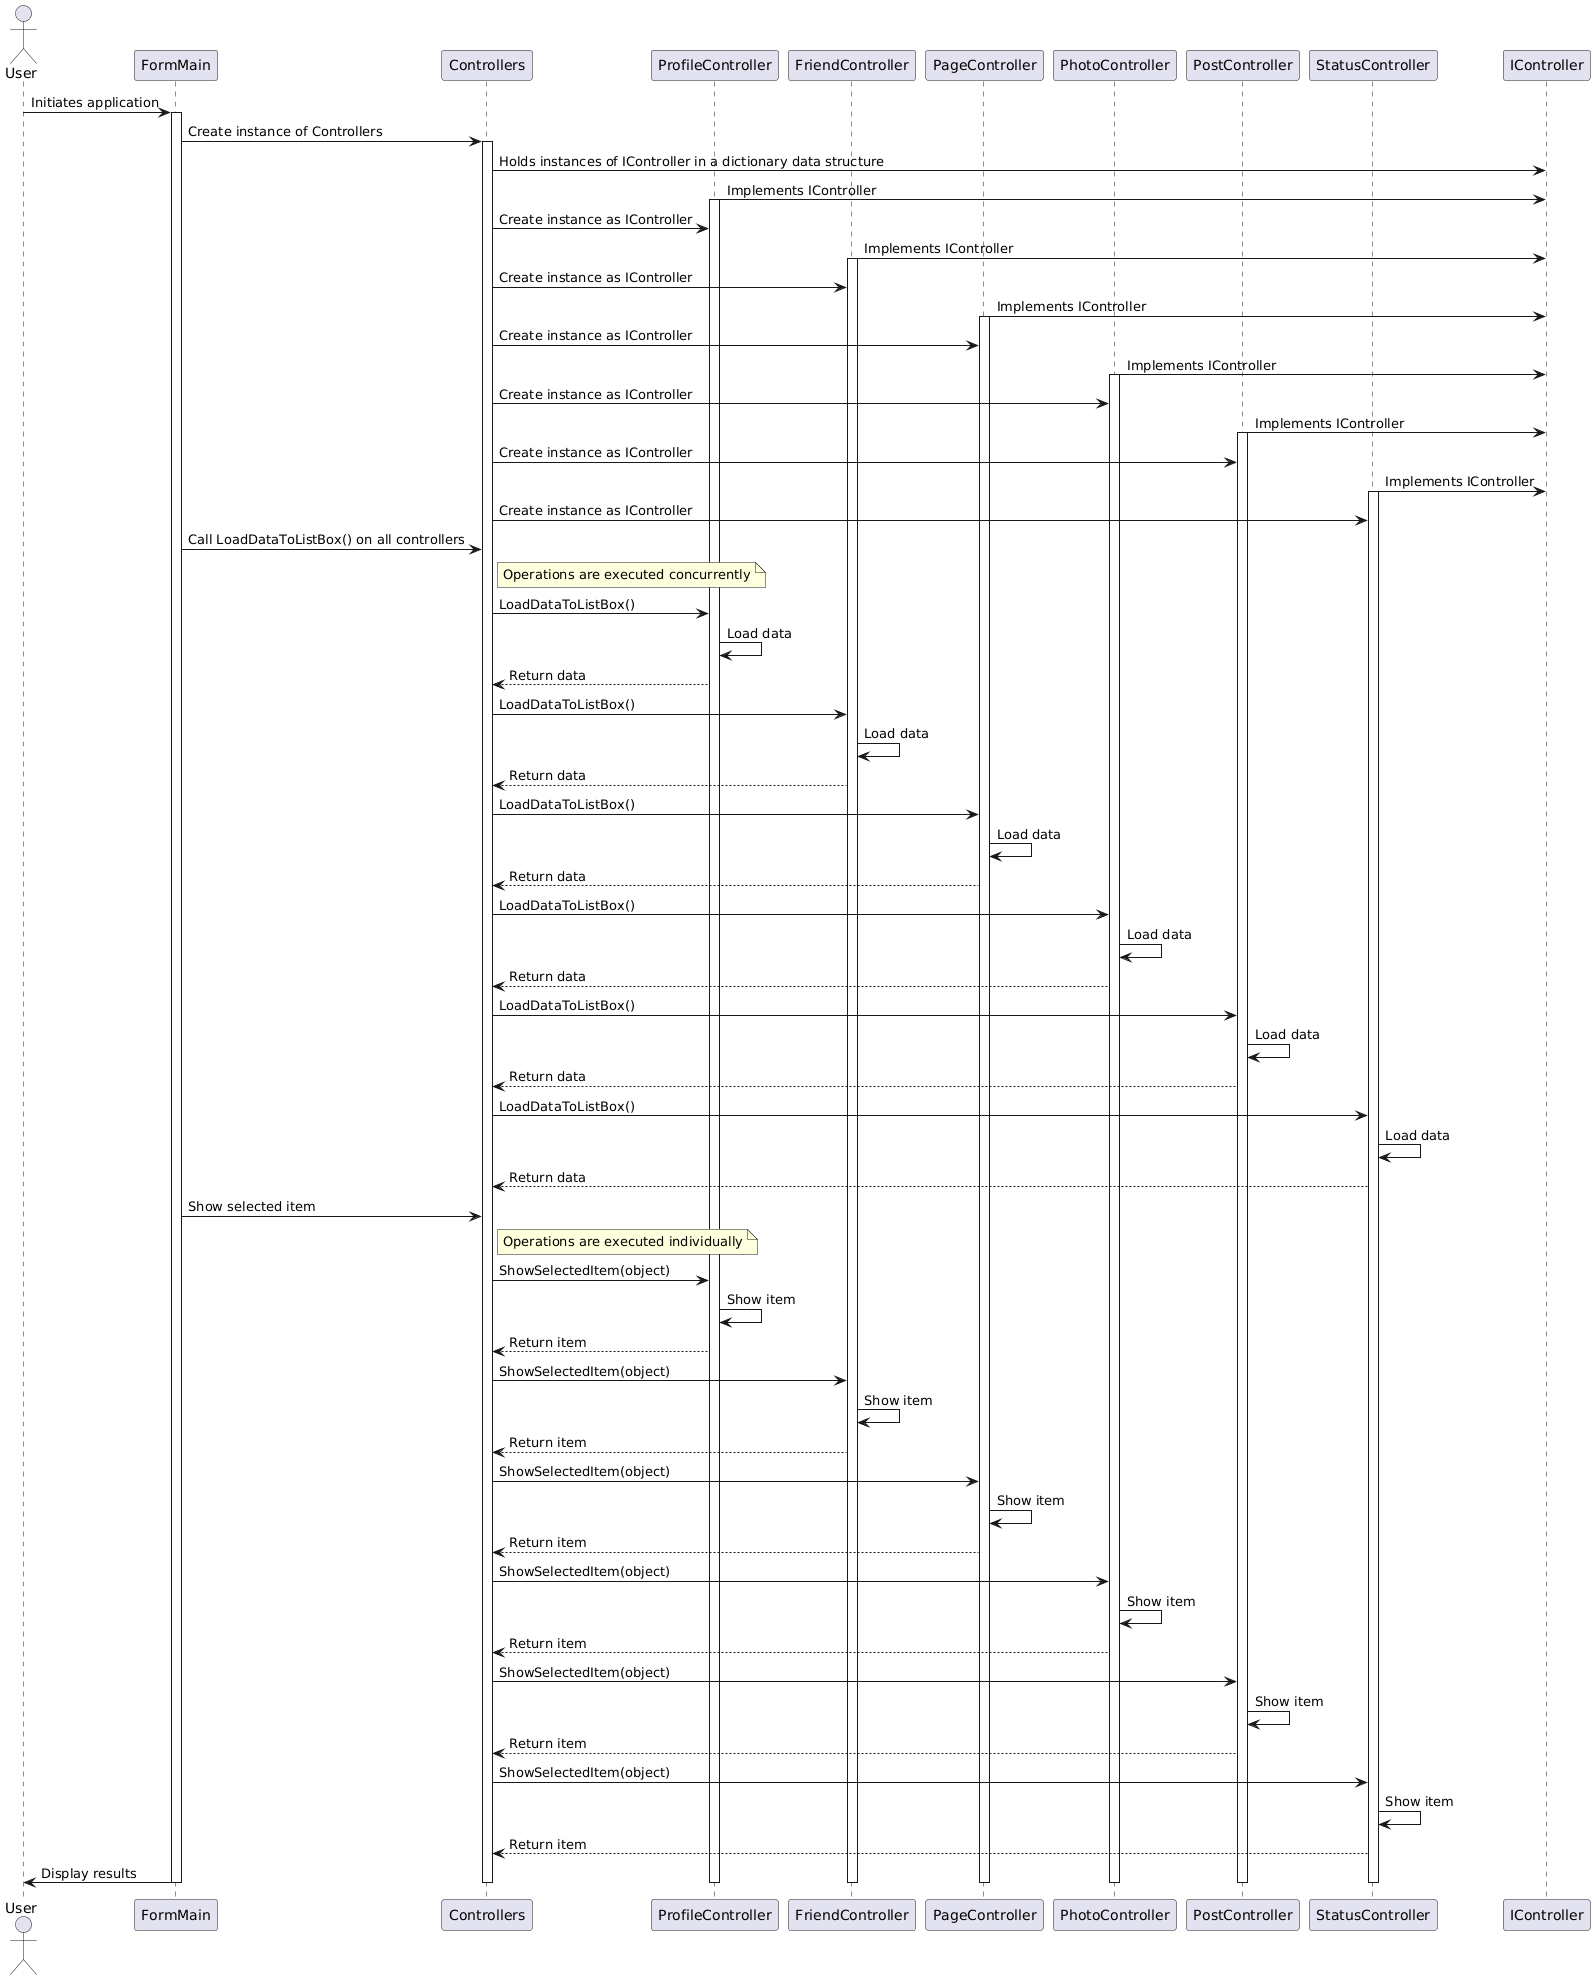 User
FormMain
Controllers
ProfileController
FriendController
PageController
PhotoController
PostController
StatusController
IController
Initiates application
Create instance of Controllers
Holds instances of IController in a dictionary data structure
Implements IController
Create instance as IController
Implements IController
Create instance as IController
Implements IController
Create instance as IController
Implements IController
Create instance as IController
Implements IController
Create instance as IController
Implements IController
Create instance as IController
Call LoadDataToListBox() on all controllers
Operations are executed concurrently
LoadDataToListBox()
Load data
Return data
LoadDataToListBox()
Load data
Return data
LoadDataToListBox()
Load data
Return data
LoadDataToListBox()
Load data
Return data
LoadDataToListBox()
Load data
Return data
LoadDataToListBox()
Load data
Return data
Show selected item
Operations are executed individually
ShowSelectedItem(object)
Show item
Return item
ShowSelectedItem(object)
Show item
Return item
ShowSelectedItem(object)
Show item
Return item
ShowSelectedItem(object)
Show item
Return item
ShowSelectedItem(object)
Show item
Return item
ShowSelectedItem(object)
Show item
Return item
Display results
User
FormMain
Controllers
ProfileController
FriendController
PageController
PhotoController
PostController
StatusController
IController